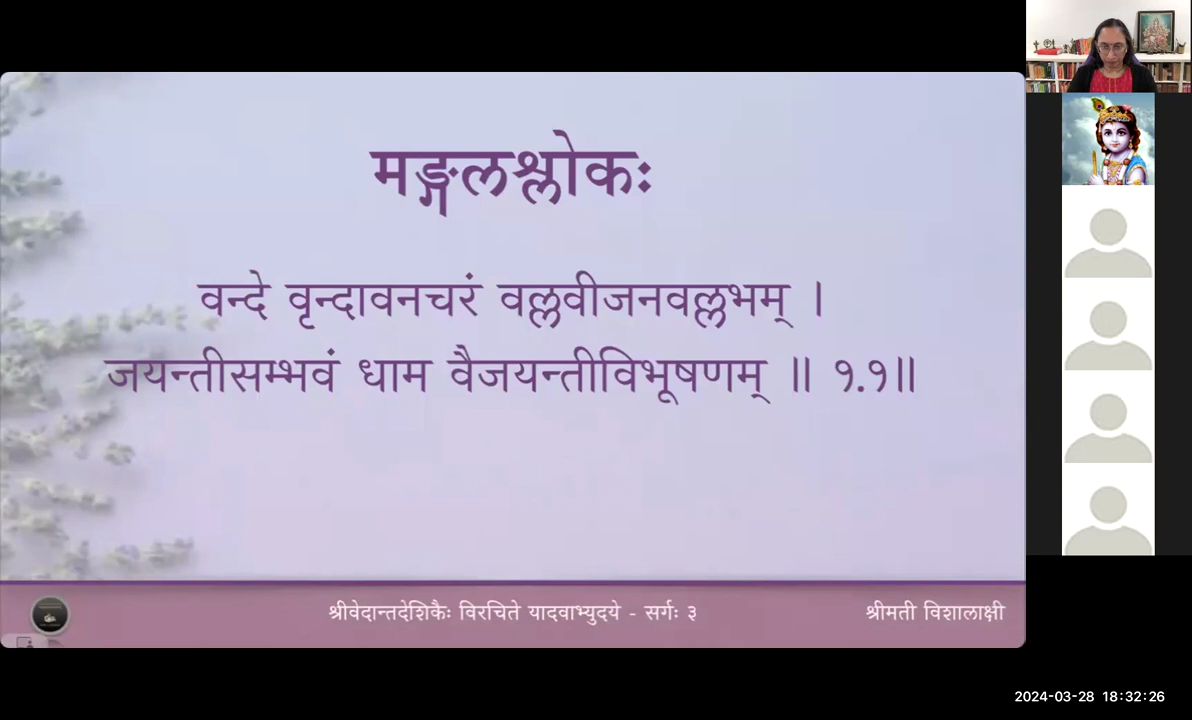 मङ्गलश्लोकः
वन्दे वृन्दावनचरं वल्लवीजनवल्लभम् ।
जयन्तीसम्भवं धाम वैजयन्तीविभूषणम् ॥ १.१॥
श्रीवेदान्तदेशिकैः विरचिते यादवाभ्युदये - सर्गः ३
श्रीमती विशालाक्षी
2024-03-28 18:32:26